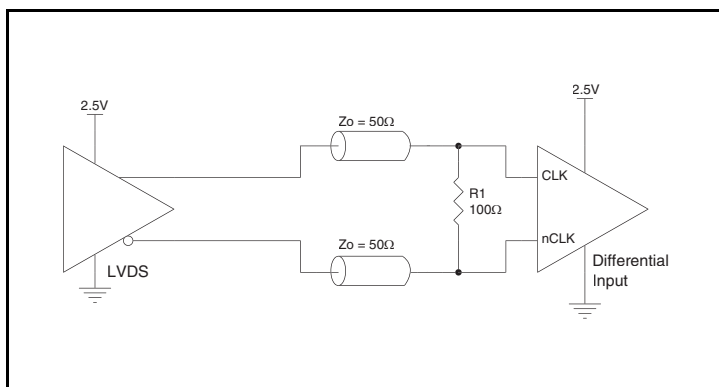 2.5V
2.5V
Zo = 50Ω
CLK
R1
100Ω
nCLK
Zo = 50Ω
LVDS
Differential
Input